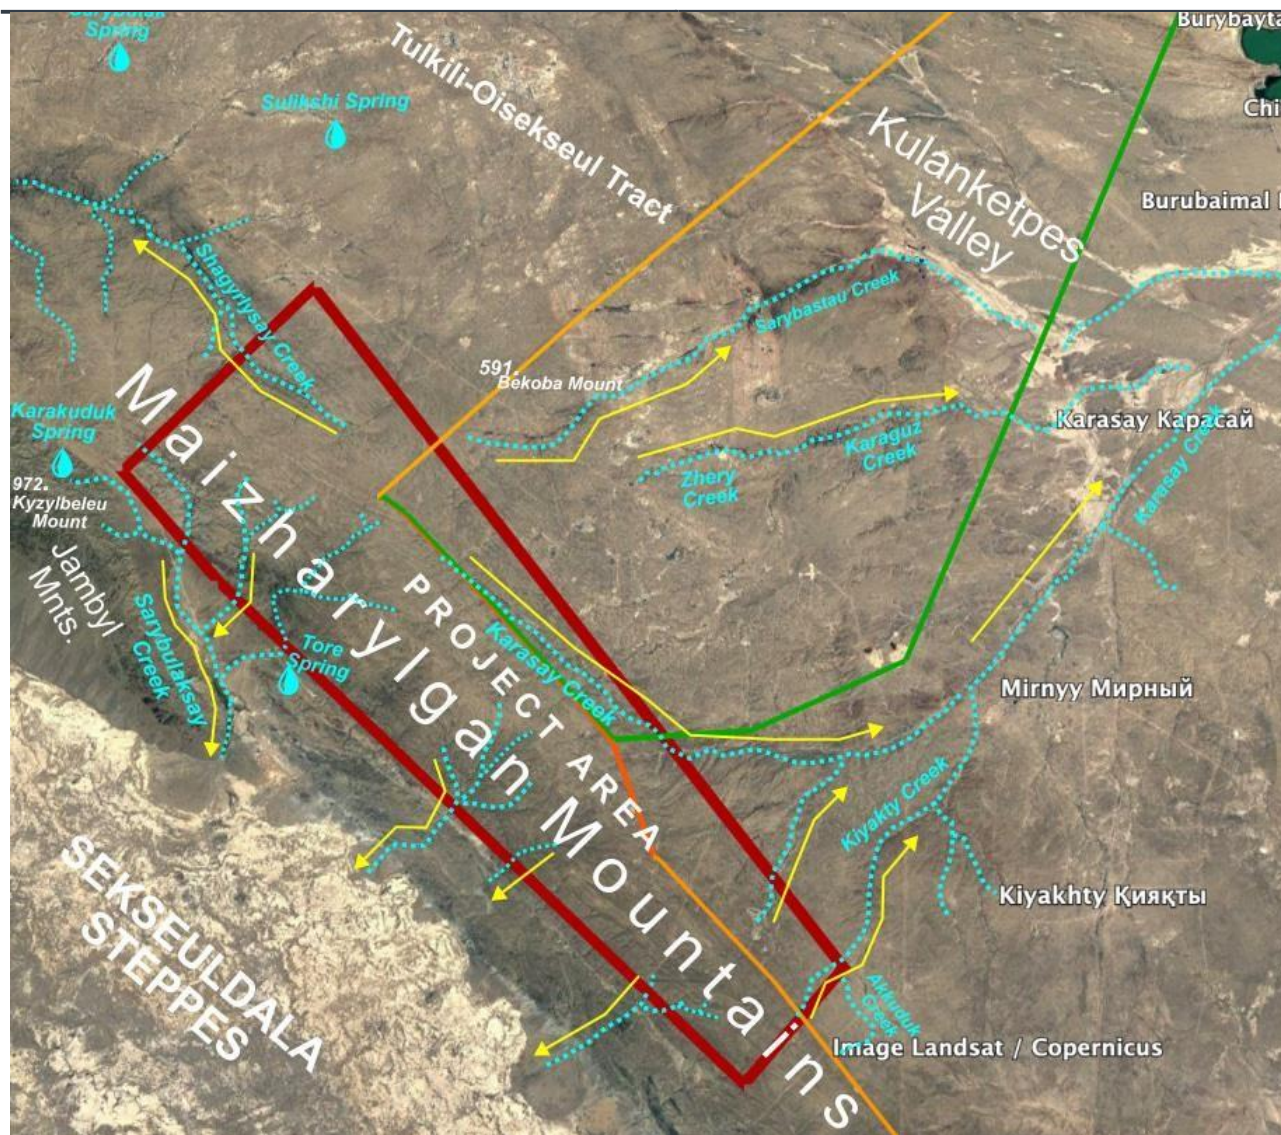 Spring
Burybayta
Tulkili-Oisekseul Tract
Sulikshi Spring
Chi
Kulanketpes
Valley
Burubaimal
Shagyrlysay Creek
Sarybastau Creek
591.
Bekoba Mount
Maizharylgan Mountains
Karakuduk
Spring
Karasay Карасай
Karaguz
Creek
Zhery
Creek
Karasay Creek
972.
Kyzylbeleu
Mount
Jambyl
Mnts.
PROJECT AREA
Sarybulaksay
Creek
Tore
Spring
Karasay Creek
Mirnyy Мирный
Kiyakty Creek
SEKSEULDALA
STEPPES
Kiyakhty Қияқты
Akkuduk
Creek
Image Landsat / Copernicus